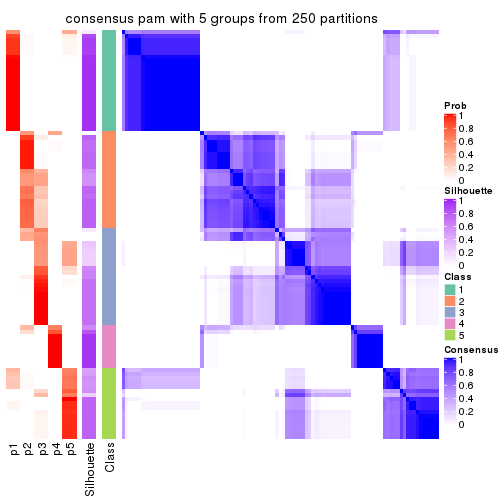 consensus pam with 5 groups from 250 partitions
Prob
1
0.8
0.6
0.4
0.2
0
Silhouette
1
0.8
0.6
0.4
0.2
0
Class
1
2
3
4
5
Consensus
1
0.8
0.6
0.4
0.2
0
p1
p2
p3
p4
p5
Silhouette
Class